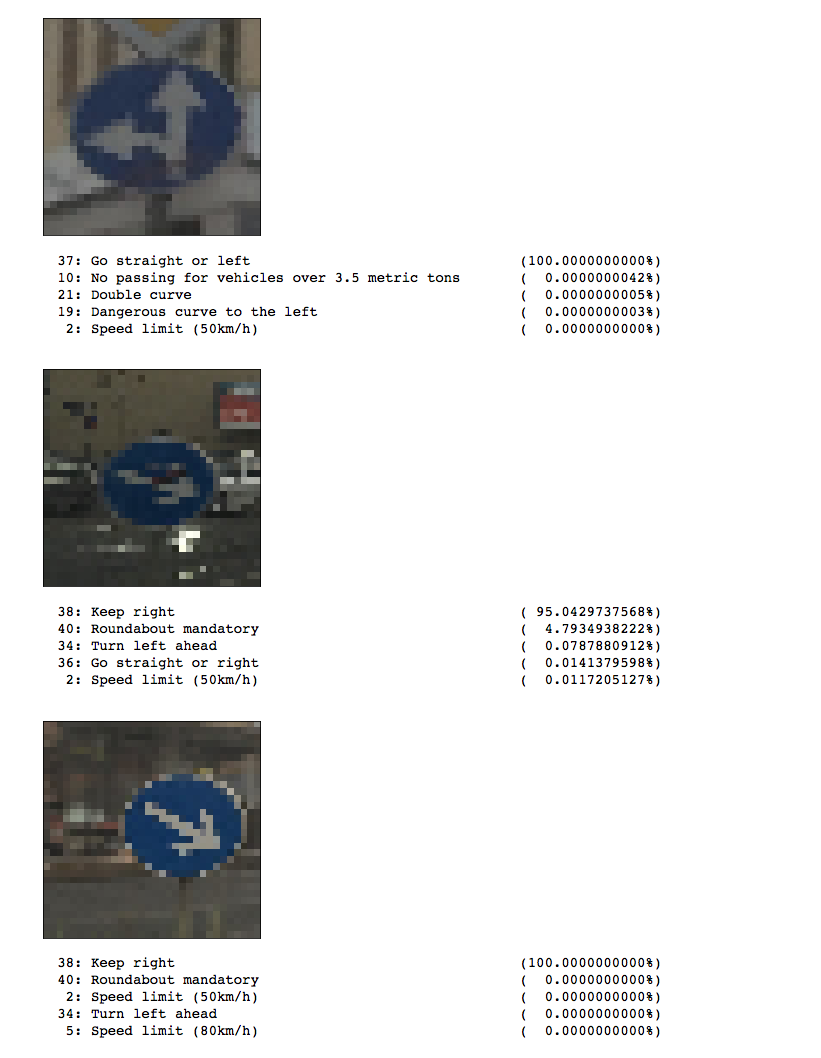 37: Go straight or left (100.0000000000%)
10: No passing for vehicles over 3.5 metric tons ( 0.0000000042%)
21: Double curve ( 0.0000000005%)
19: Dangerous curve to the left ( 0.0000000003%)
2: Speed limit (50km/h) ( 0.0000000000%)
38: Keep right ( 95.0429737568%)
40: Roundabout mandatory ( 4.7934938222%)
34: Turn left ahead ( 0.0787880912%)
36: Go straight or right ( 0.0141379598%)
2: Speed limit (50km/h) ( 0.0117205127%)
38: Keep right (100.0000000000%)
40: Roundabout mandatory ( 0.0000000000%)
2: Speed limit (50km/h) ( 0.0000000000%)
34: Turn left ahead ( 0.0000000000%)
5: Speed limit (80km/h) ( 0.0000000000%)